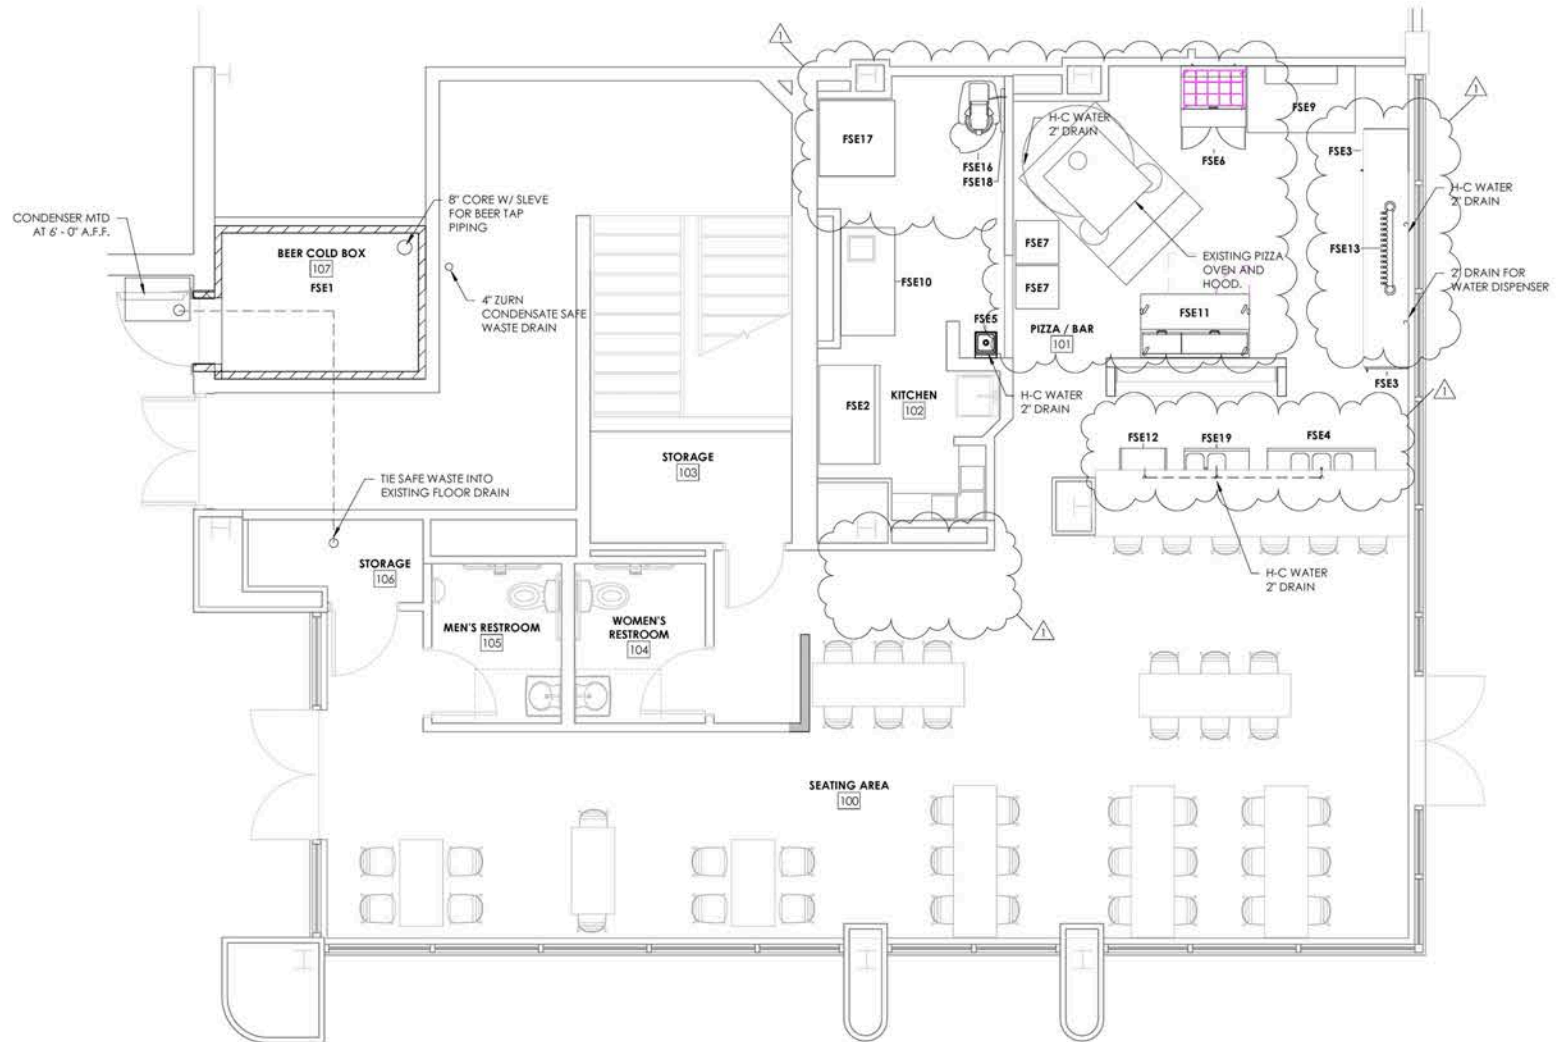 1
FSE17
FSE16
FSE18
H-C WATER
2" DRAIN
FSE6
FSE9
1
FSE3
H-C WATER
2" DRAIN
FSE13
2" DRAIN FOR
WATER DISPENSER
FSE3
1
CONDENSER MTD
AT 6' - 0" A.F.F.
BEER COLD BOX
107
FSE1
8" CORE W/ SLEVE
FOR BEER TAP
PIPING
4" ZURN
CONDENSATE SAFE
WASTE DRAIN
FSE10
FSE7
FSE7
EXISTING PIZZA
OVEN AND
HOOD.
FSE5
PIZZA / BAR
101
FSE11
FSE2
KITCHEN
102
H-C WATER
2" DRAIN
FSE12
FSE19
FSE4
STORAGE
103
TIE SAFE WASTE INTO
EXISTING FLOOR DRAIN
STORAGE
106
H-C WATER
2" DRAIN
MEN'S RESTROOM
105
WOMEN'S
RESTROOM
104
1
SEATING AREA
100